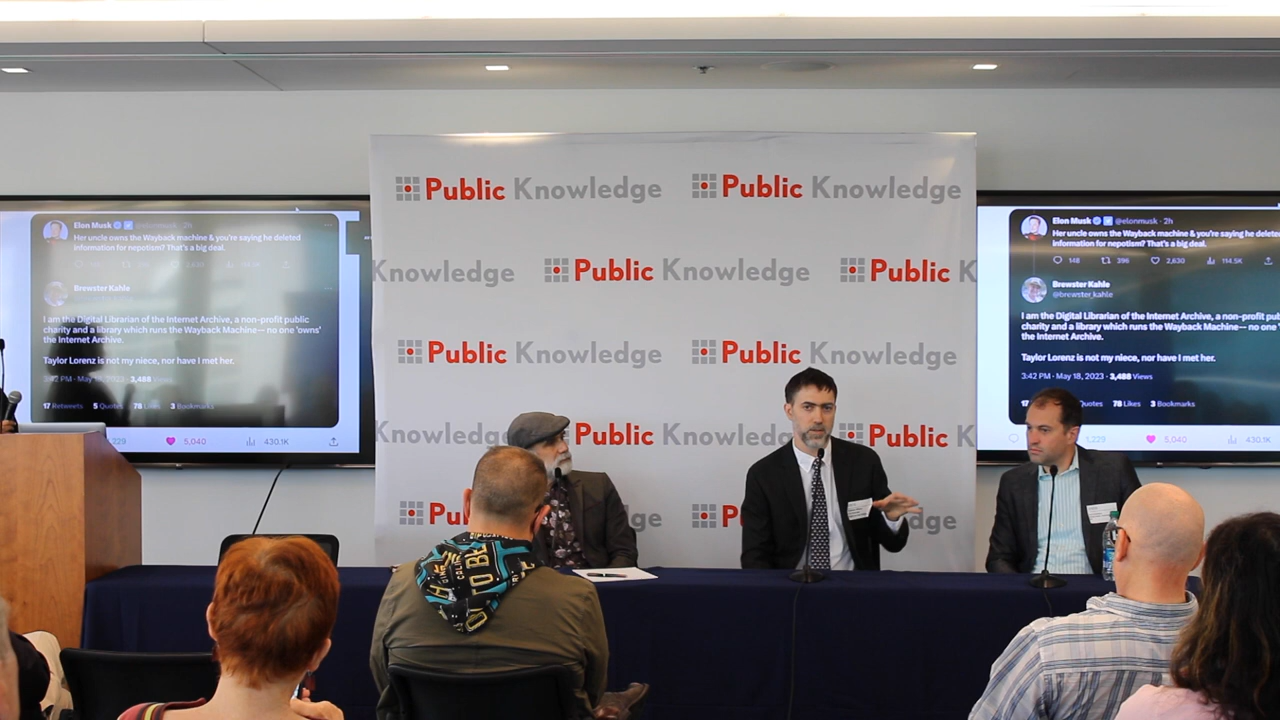 Public Knowledge Public Knowledge
Knowledge Public Knowledge Public K
Public Knowledge Public Knowledge
Knowledge Public Knowledge Public K
Pu
Elon Musk
Her uncle owns the Wayback machine & you're saying he deleted
information for nepotism? That's a big deal.
Brewster Kahle
I am the Digital Librarian of the Internet Archive, a non-profit public
charity and a library which runs the Wayback Machine— no one 'owns'
the Internet Archive.
Taylor Lorenz is not my niece, nor have I met her.
3:42 PM · May 18, 2023 · 3,488 Views
17 Retweets 5 Quotes 78 Likes 3 Bookmarks
,229 5,040 430.1K
Elon Musk @elonmusk · 2h
Her uncle owns the Wayback machine & you're saying he deleted
information for nepotism? That's a big deal.
148 396 2,630 114.5K
Brewster Kahle
@brewster_kahle
I am the Digital Librarian of the Internet Archive, a non-profit pub
charity and a library which runs the Wayback Machine— no one '
the Internet Archive.
Taylor Lorenz is not my niece, nor have I met her.
3:42 PM · May 18, 2023 · 3,488 Views
17 Quotes 78 Likes 3 Bookmarks
1,229 5,040 430.1K
TO BE